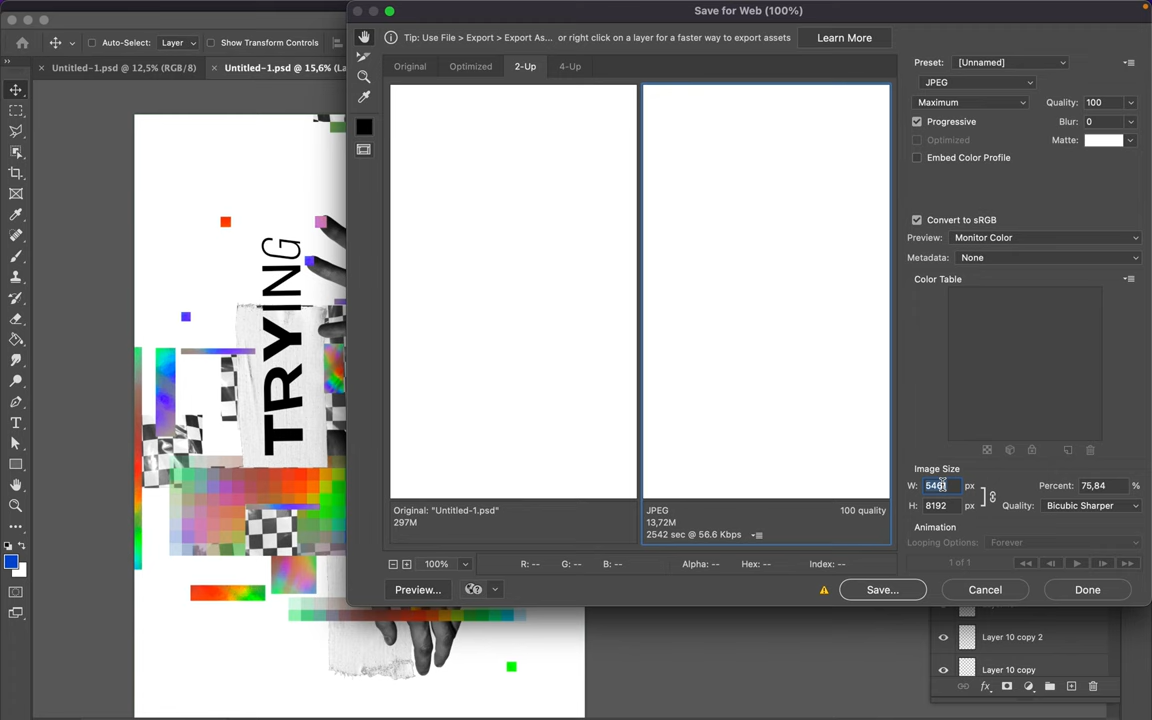 Save for Web (100%)
Auto-Select: Layer Show Transform Controls
Tip: Use File > Export > Export As... or right click on a layer for a faster way to export assets Learn More
Untitled-1.psd @ 12,5% (RGB/8) × Untitled-1.psd @ 15,6% (La
Original Optimized 2-Up 4-Up
Preset: [Unnamed]
JPEG
Maximum Quality: 100
Progressive Blur: 0
Optimized Matte:
Embed Color Profile
Convert to sRGB
Preview: Monitor Color
Metadata: None
Color Table
TRYING
Image Size
W: 5461 px Percent: 75,84 %
H: 8192 px Quality: Bicubic Sharper
Original: "Untitled-1.psd"
297M
JPEG 100 quality
13,72M
2542 sec @ 56.6 Kbps
Animation
Looping Options: Forever
1 of 1
100% R: -- G: -- B: -- Alpha: -- Hex: -- Index: --
Preview... Save... Cancel Done
Layer 10 copy 2
Layer 10 copy
fx